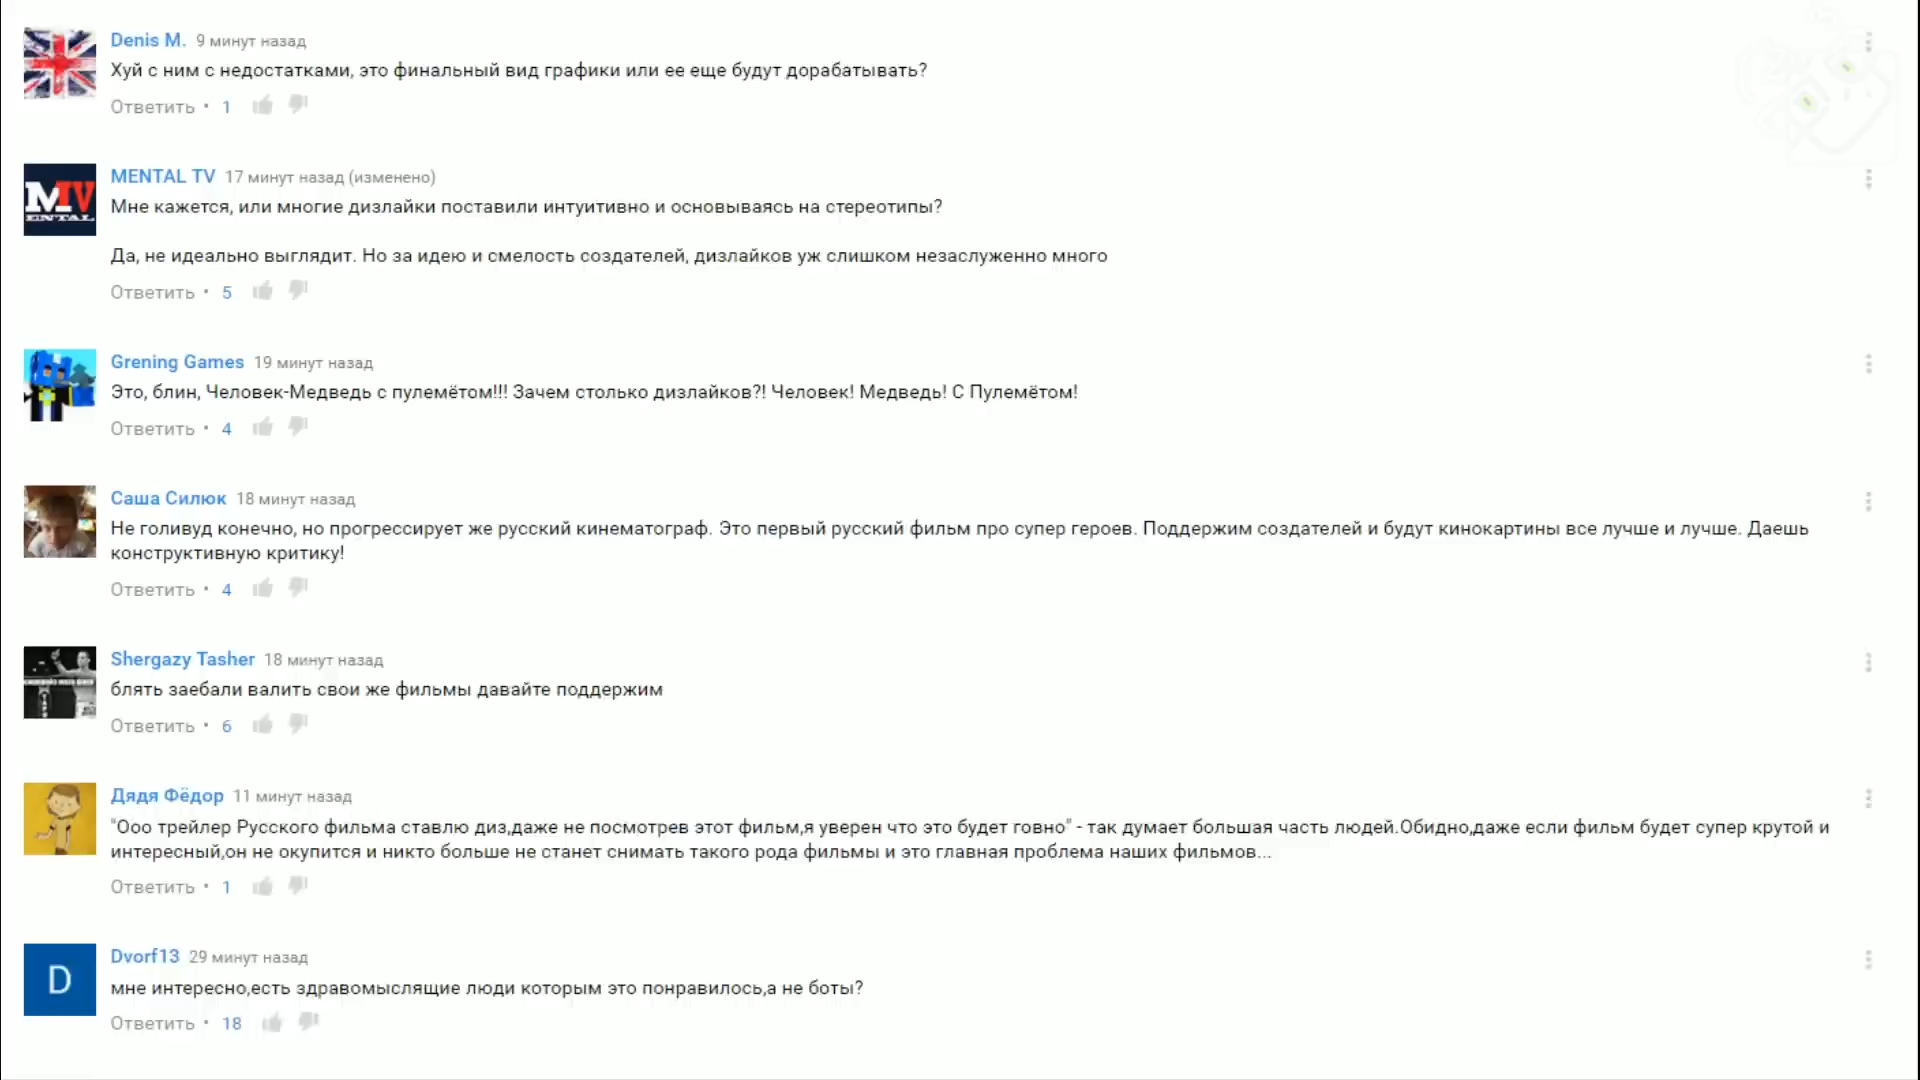 Denis M. 9 минут назад
Хуй с ним с недостатками, это финальный вид графики или ее еще будут дорабатывать?
Ответить • 1
MENTAL TV 17 минут назад (изменено)
Мне кажется, или многие дизлайки поставили интуитивно и основываясь на стереотипы?
Да, не идеально выглядит. Но за идею и смелость создателей, дизлайков уж слишком незаслуженно много
Ответить • 5
Grening Games 19 минут назад
Это, блин, Человек-Медведь с пулемётом!!! Зачем столько дизлайков?! Человек! Медведь! С Пулемётом!
Ответить • 4
Саша Силюк 18 минут назад
Не голивуд конечно, но прогрессирует же русский кинематограф. Это первый русский фильм про супер героев. Поддержим создателей и будут кинокартины все лучше и лучше. Даешь
конструктивную критику!
Ответить • 4
Shergazy Tasher 18 минут назад
блять заебали валить свои же фильмы давайте поддержим
Ответить • 6
Дядя Фёдор 11 минут назад
"Ооо трейлер Русского фильма ставлю диз,даже не посмотрев этот фильм,я уверен что это будет говно" - так думает большая часть людей.Обидно,даже если фильм будет супер крутой и
интересный,он не окупится и никто больше не станет снимать такого рода фильмы и это главная проблема наших фильмов...
Ответить • 1
D
Dvorf13 29 минут назад
мне интересно,есть здравомыслящие люди которым это понравилось,а не боты?
Ответить • 18